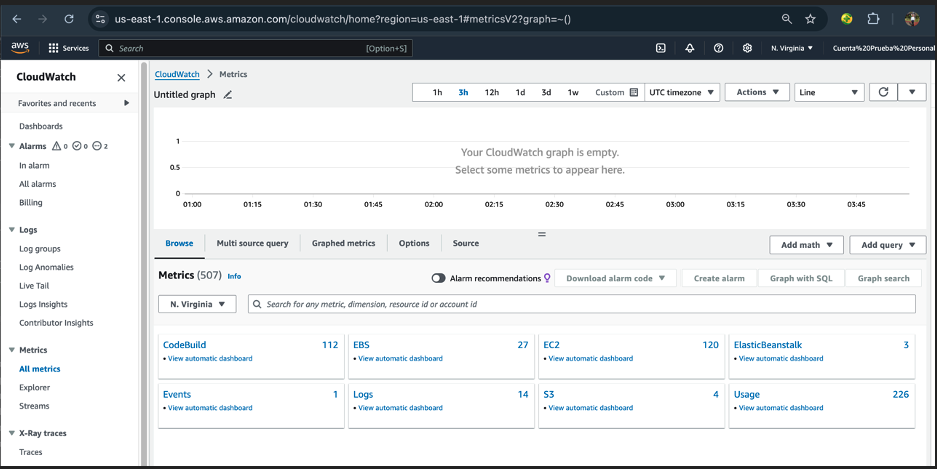 us-east-1.console.aws.amazon.com/cloudwatch/home?region=us-east-1#metricsV2?graph=~()
aws Services Search [Option+S] N. Virginia Cuenta%20Prueba%20Personal
CloudWatch
Favorites and recents
Dashboards
Alarms 0 0 2
In alarm
All alarms
Billing
Logs
Log groups
Log Anomalies
Live Tail
Logs Insights
Contributor Insights
Metrics
All metrics
Explorer
Streams
X-Ray traces
Traces
CloudWatch > Metrics
Untitled graph
1h 3h 12h 1d 3d 1w Custom UTC timezone Actions Line
1
0.5
0
Your CloudWatch graph is empty.
Select some metrics to appear here.
01:00 01:15 01:30 01:45 02:00 02:15 02:30 02:45 03:00 03:15 03:30 03:45
Browse Multi source query Graphed metrics Options Source Add math Add query
Metrics (507) Info Alarm recommendations Download alarm code Create alarm Graph with SQL Graph search
N. Virginia Search for any metric, dimension, resource id or account id
CodeBuild 112
• View automatic dashboard
EBS 27
• View automatic dashboard
EC2 120
• View automatic dashboard
ElasticBeanstalk 3
• View automatic dashboard
Events 1
• View automatic dashboard
Logs 14
• View automatic dashboard
S3 4
• View automatic dashboard
Usage 226
• View automatic dashboard